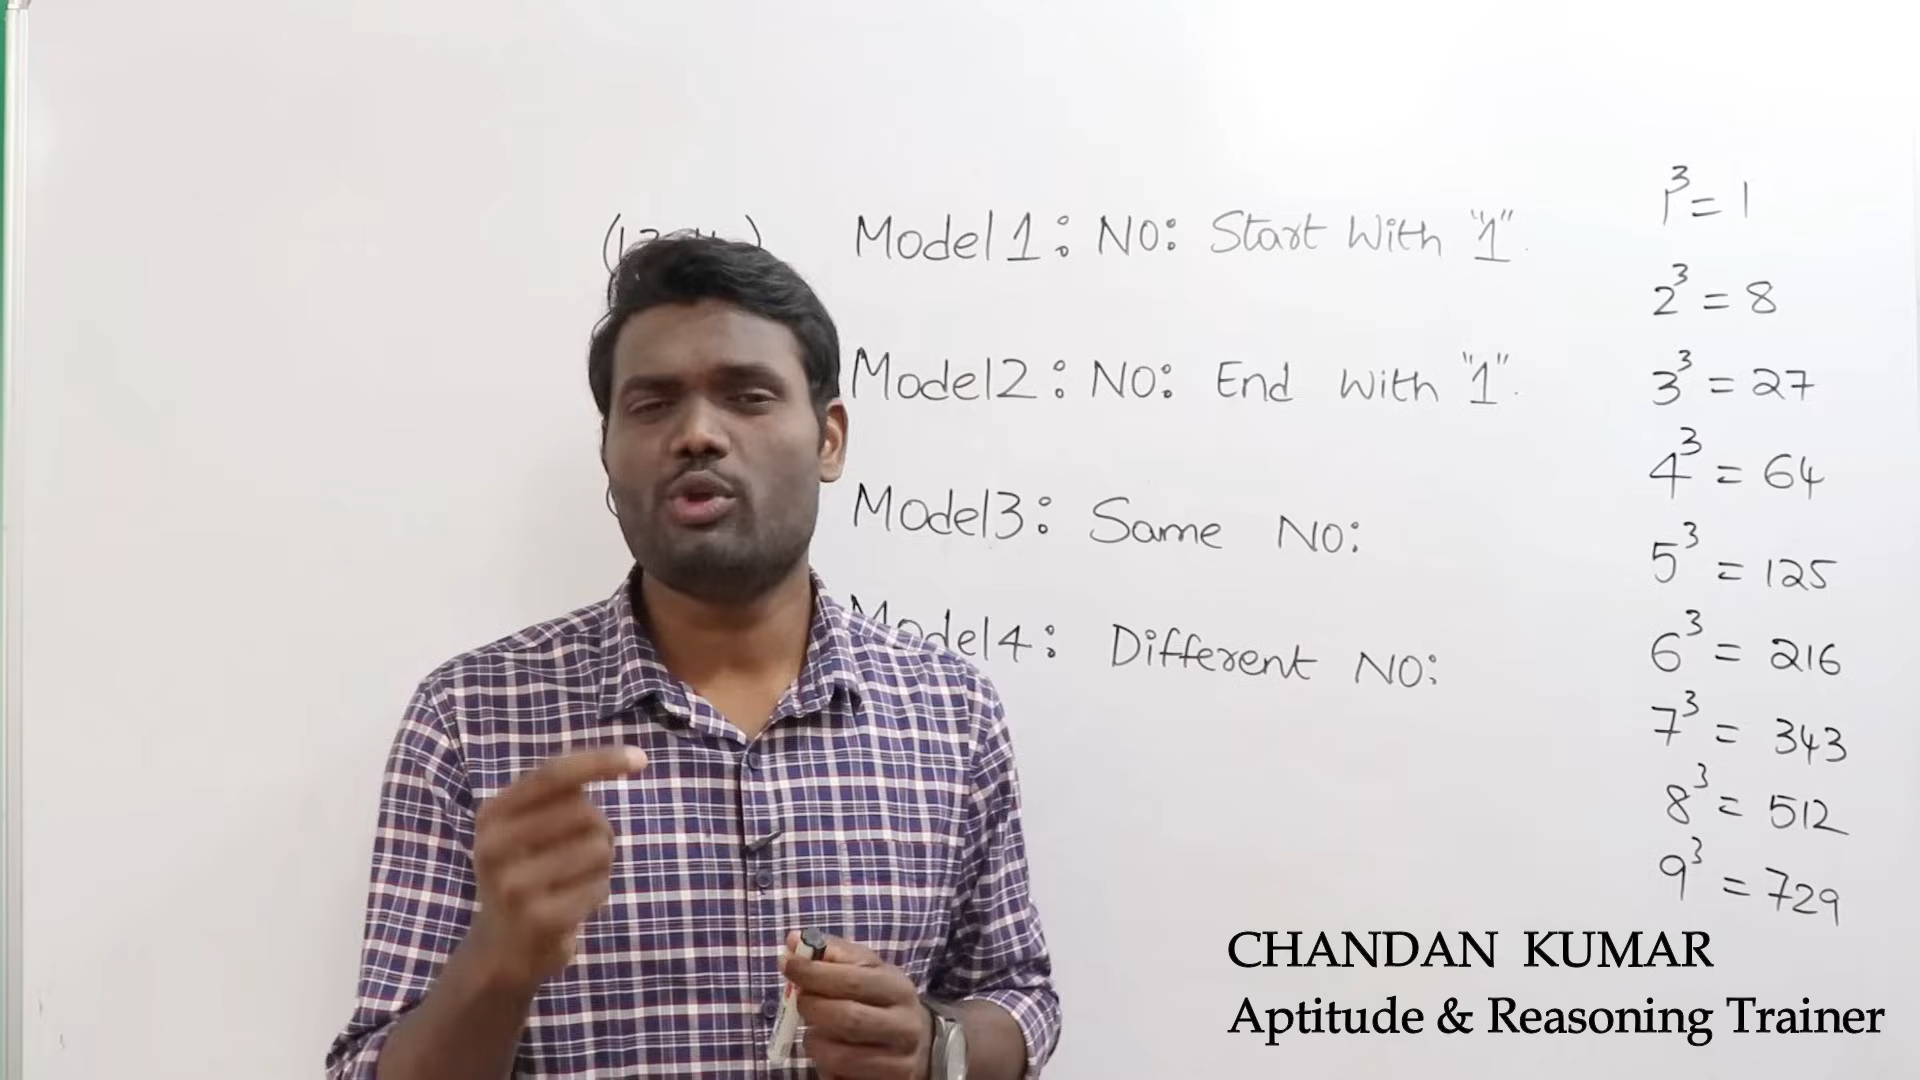 Model 1: NO: Start With "1".
Model2: NO: End With "1".
Model3: Same NO:
Model4: Different NO:
1³ = 1
2³ = 8
3³ = 27
4³ = 64
5³ = 125
6³ = 216
7³ = 343
8³ = 512
9³ = 729
CHANDAN KUMAR
Aptitude & Reasoning Trainer